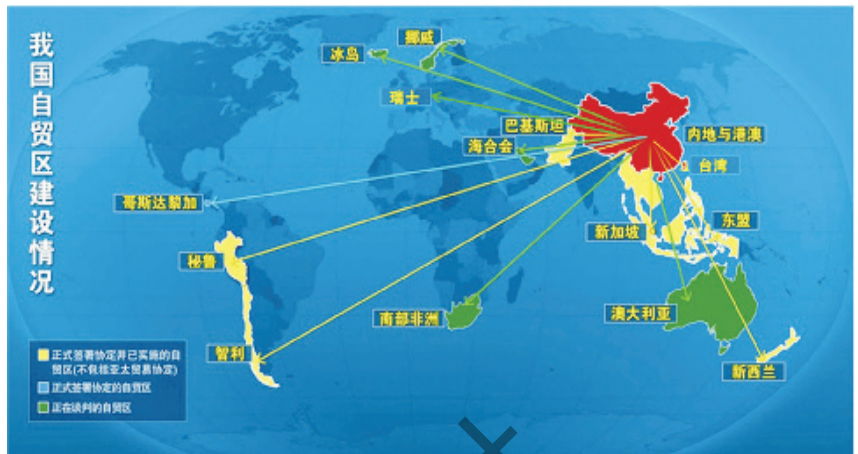 我国自贸区建设情况
冰岛
挪威
瑞士
巴基斯坦
海合会
内地与港澳
台湾
哥斯达黎加
新加坡
东盟
秘鲁
南部非洲
澳大利亚
智利
新西兰
正式签署协定并已实施的自
贸区(不包括亚太贸易协定)
正式签署协定的自贸区
正在谈判的自贸区